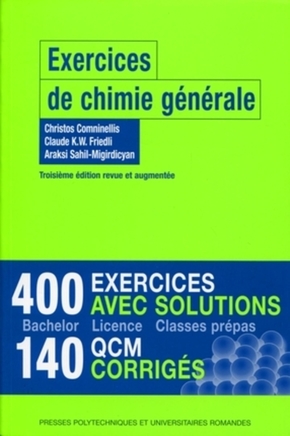 Exercices
de chimie générale
Christos Comninellis
Claude K.W. Friedli
Araksi Sahil-Migirdicyan
Troisième édition revue et augmentée
400 EXERCICES
AVEC SOLUTIONS
Bachelor Licence Classes prépas
140 QCM
CORRIGÉS
PRESSES POLYTECHNIQUES ET UNIVERSITAIRES ROMANDES